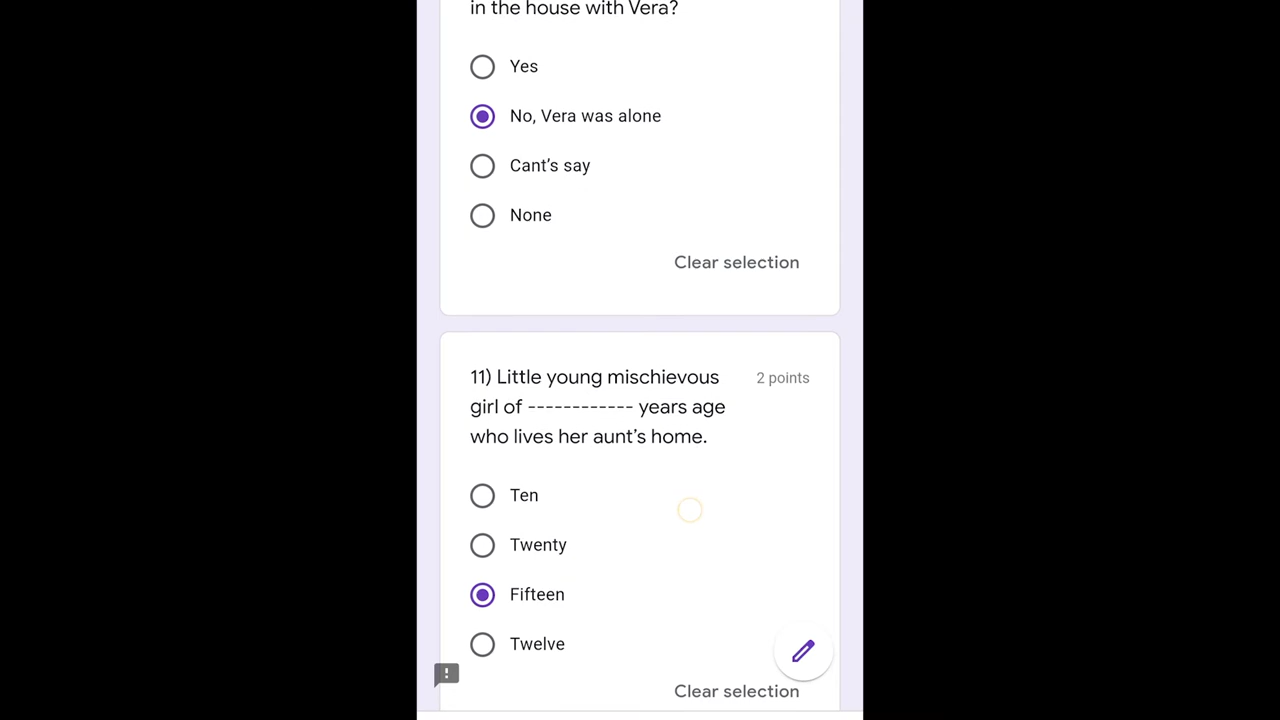 in the house with Vera?
Yes
No, Vera was alone
Cant’s say
None
Clear selection
11) Little young mischievous
2 points
girl of ------------ years age
who lives her aunt’s home.
Ten
Twenty
Fifteen
Twelve
Clear selection